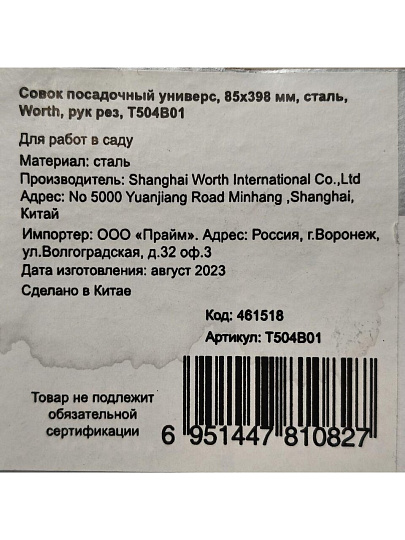 Совок посадочный универс, 85x398 мм, сталь,
Worth, рук рез, T504B01
Для работ в саду
Материал: сталь
Производитель: Shanghai Worth International Co.,Ltd
Адрес: No 5000 Yuanjiang Road Minhang ,Shanghai,
Китай
Импортер: ООО «Прайм». Адрес: Россия, г.Воронеж,
ул.Волгоградская, д.32 оф.3
Дата изготовления: август 2023
Сделано в Китае
Код: 461518
Артикул: T504B01
Товар не подлежит
обязательной
сертификации
6 951447 810827